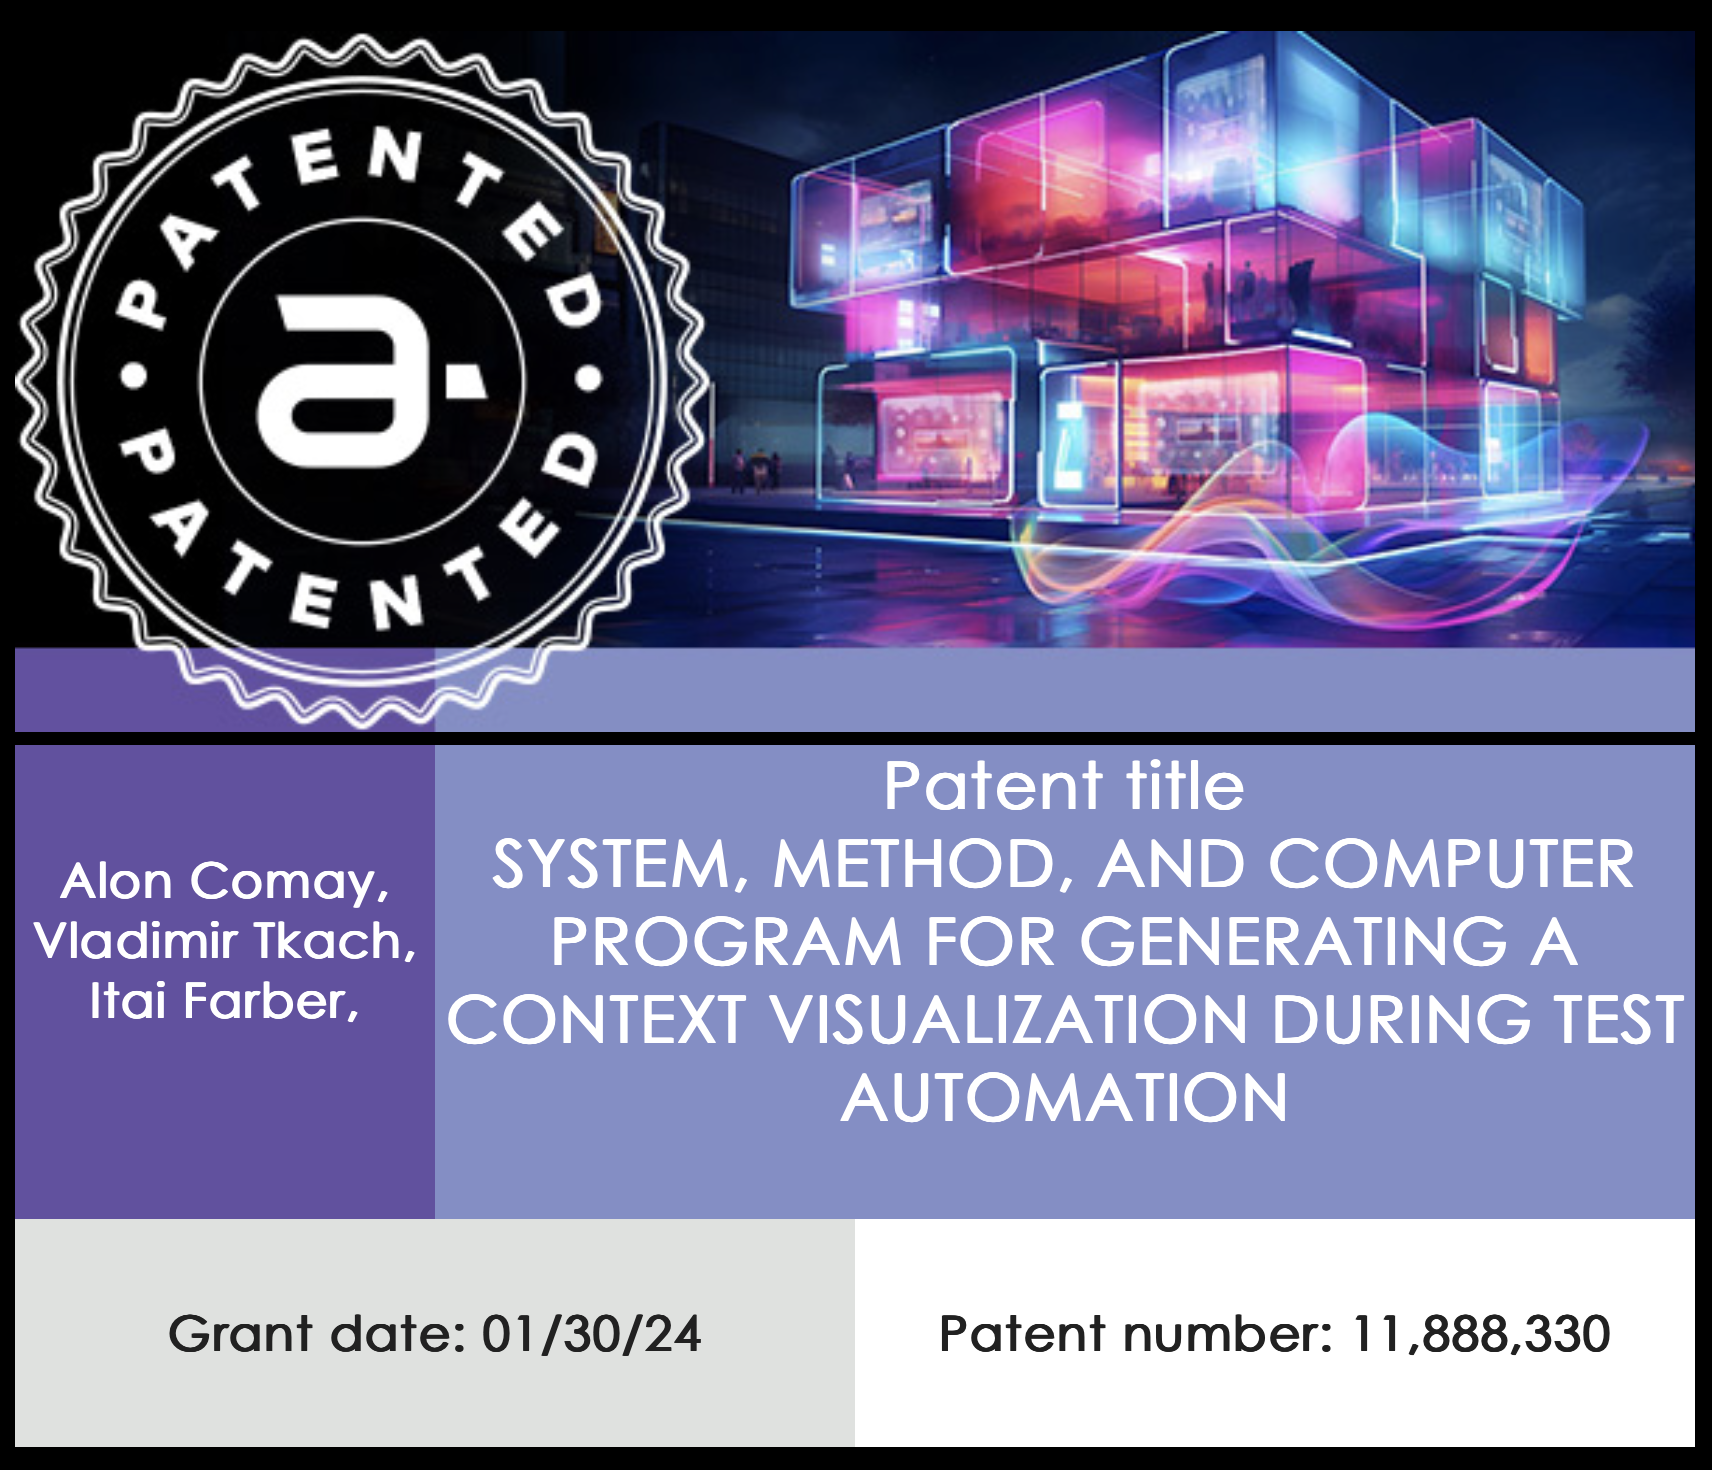 PATENTED
a
PATENTED
Patent title
SYSTEM, METHOD, AND COMPUTER
PROGRAM FOR GENERATING A
CONTEXT VISUALIZATION DURING TEST
AUTOMATION
Alon Comay,
Vladimir Tkach,
Itai Farber,
Grant date: 01/30/24
Patent number: 11,888,330